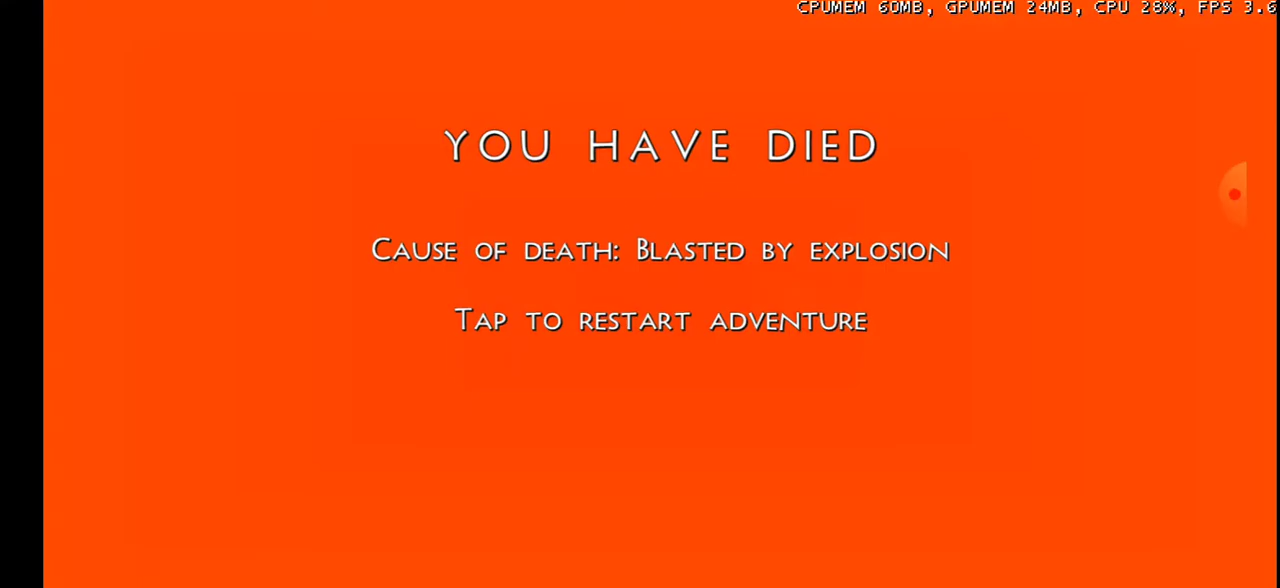 CPUMEM 60MB, GPUMEM 24MB, CPU 28%, FPS 3.6
YOU HAVE DIED
CAUSE OF DEATH: BLASTED BY EXPLOSION
TAP TO RESTART ADVENTURE